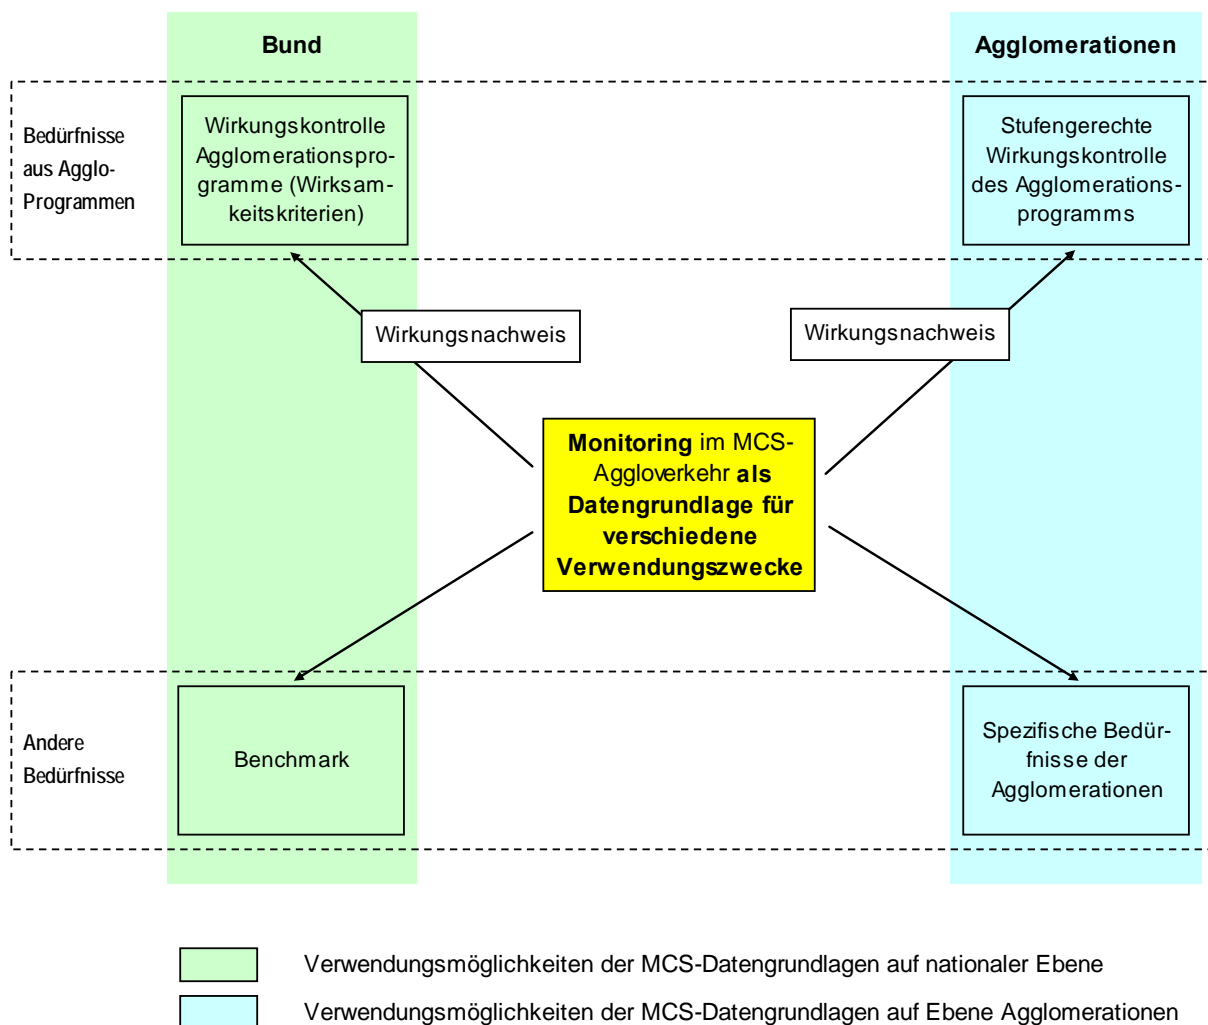 Bund
Agglomerationen
Bedürfnisse
aus Agglo-
Programmen
Wirkungskontrolle
Agglomerationspro-
gramme (Wirksam-
keitskriterien)
Stufengerechte
Wirkungskontrolle
des Agglomerations-
programms
Wirkungsnachweis
Wirkungsnachweis
Monitoring im MCS-
Aggloverkehr als
Datengrundlage für
verschiedene
Verwendungszwecke
Andere
Bedürfnisse
Benchmark
Spezifische Bedür-
fnisse der
Agglomerationen
Verwendungsmöglichkeiten der MCS-Datengrundlagen auf nationaler Ebene
Verwendungsmöglichkeiten der MCS-Datengrundlagen auf Ebene Agglomerationen